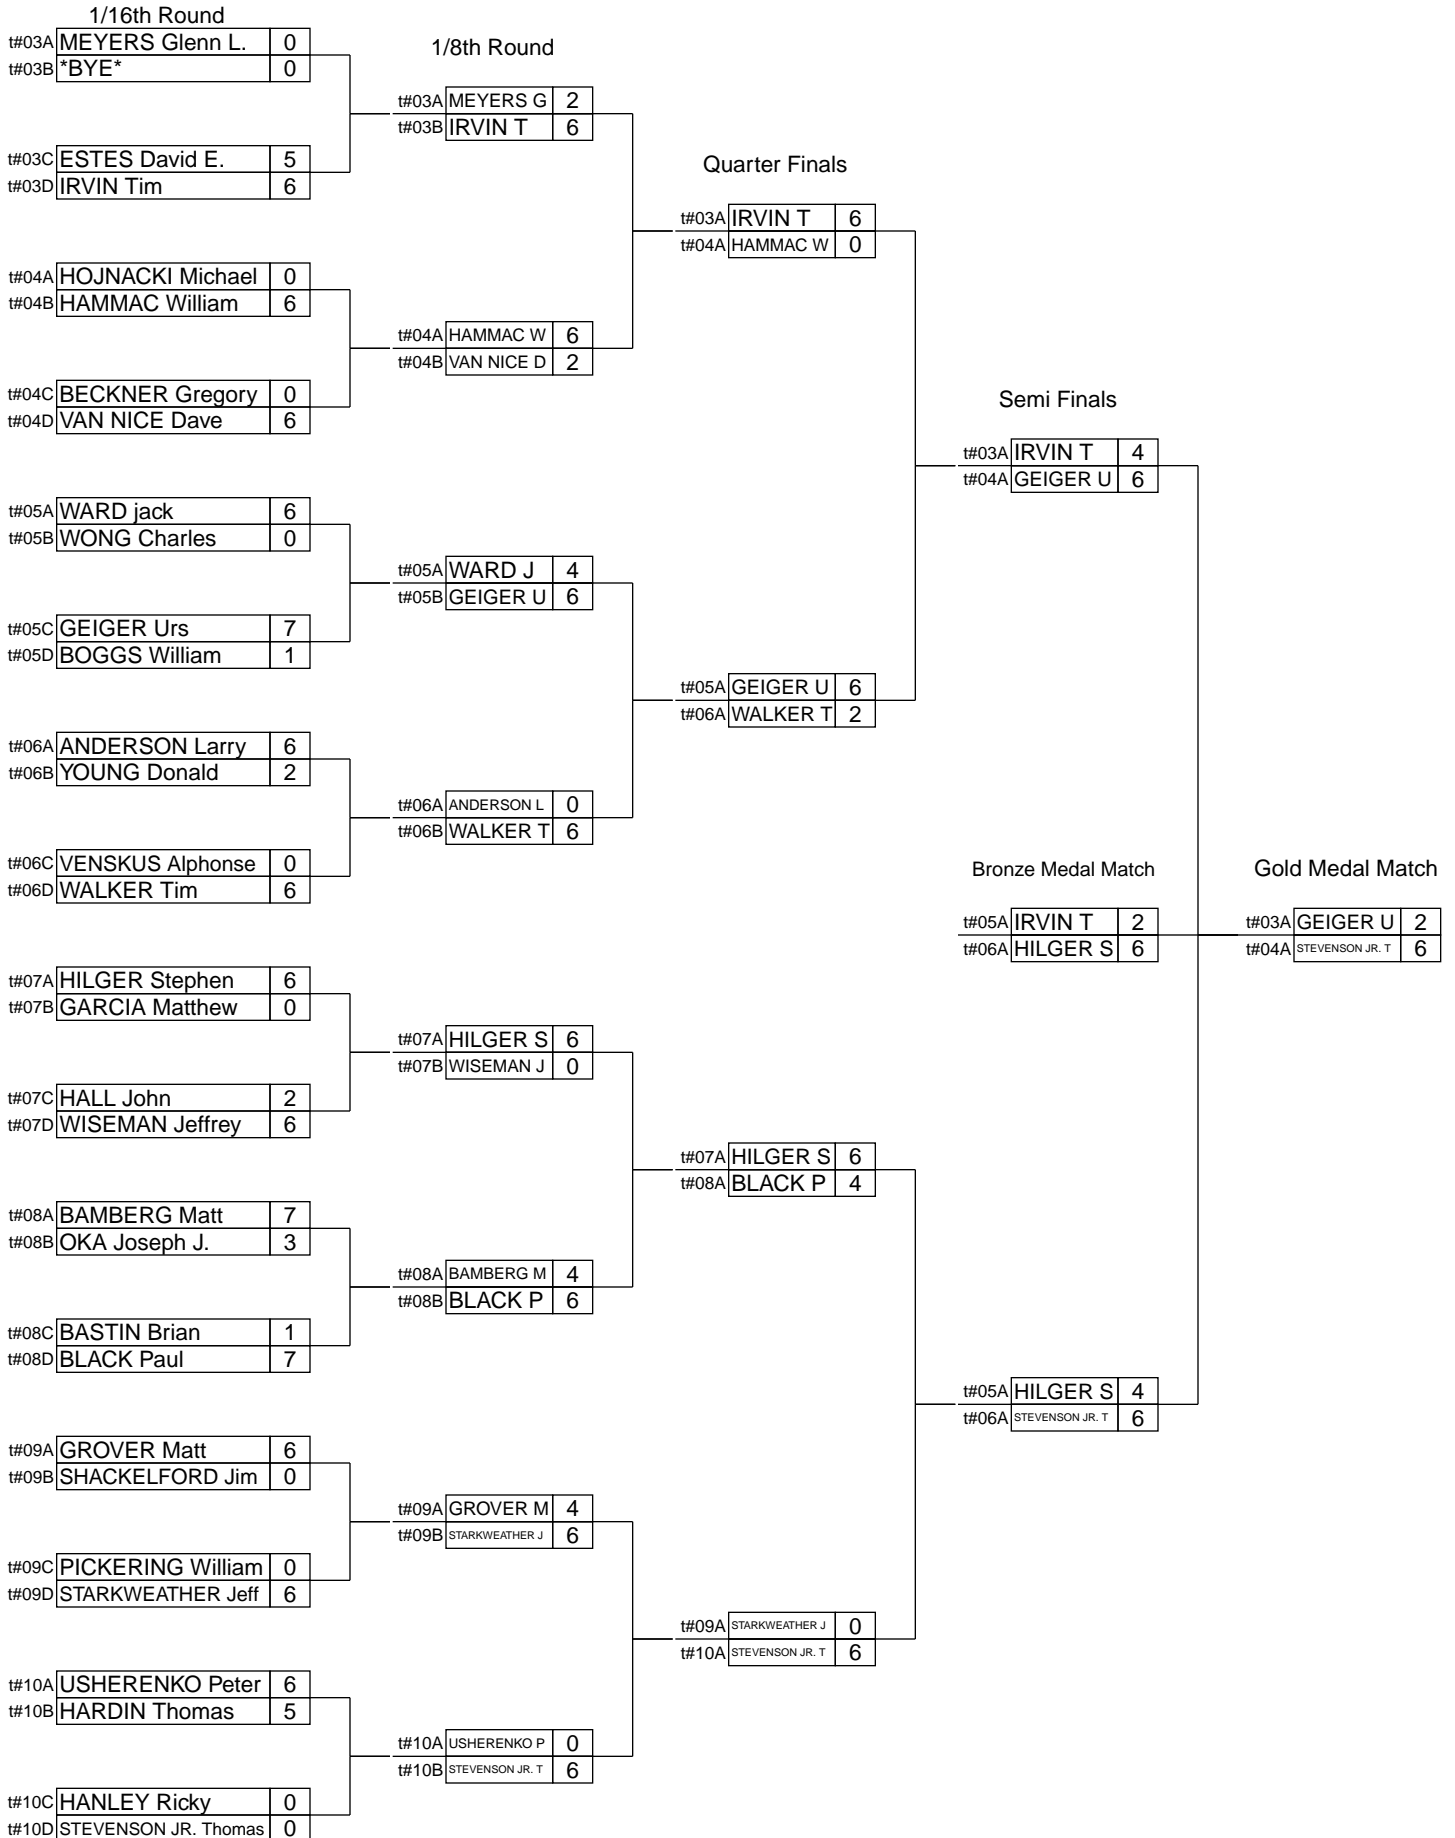 1/16th Round
t#03A MEYERS Glenn L. 0
t#03B *BYE* 0
t#03C ESTES David E. 5
t#03D IRVIN Tim 6
t#04A HOJNACKI Michael 0
t#04B HAMMAC William 6
t#04C BECKNER Gregory 0
t#04D VAN NICE Dave 6
t#05A WARD jack 6
t#05B WONG Charles 0
t#05C GEIGER Urs 7
t#05D BOGGS William 1
t#06A ANDERSON Larry 6
t#06B YOUNG Donald 2
t#06C VENSKUS Alphonse 0
t#06D WALKER Tim 6
t#07A HILGER Stephen 6
t#07B GARCIA Matthew 0
t#07C HALL John 2
t#07D WISEMAN Jeffrey 6
t#08A BAMBERG Matt 7
t#08B OKA Joseph J. 3
t#08C BASTIN Brian 1
t#08D BLACK Paul 7
t#09A GROVER Matt 6
t#09B SHACKELFORD Jim 0
t#09C PICKERING William 0
t#09D STARKWEATHER Jeff 6
t#10A USHERENKO Peter 6
t#10B HARDIN Thomas 5
t#10C HANLEY Ricky 0
t#10D STEVENSON JR. Thomas 0
1/8th Round
t#03A MEYERS G 2
t#03B IRVIN T 6
t#04A HAMMAC W 6
t#04B VAN NICE D 2
t#05A WARD J 4
t#05B GEIGER U 6
t#06A ANDERSON L 0
t#06B WALKER T 6
t#07A HILGER S 6
t#07B WISEMAN J 0
t#08A BAMBERG M 4
t#08B BLACK P 6
t#09A GROVER M 4
t#09B STARKWEATHER J 6
t#10A USHERENKO P 0
t#10B STEVENSON JR. T 6
Quarter Finals
t#03A IRVIN T 6
t#04A HAMMAC W 0
t#05A GEIGER U 6
t#06A WALKER T 2
t#07A HILGER S 6
t#08A BLACK P 4
t#09A STARKWEATHER J 0
t#10A STEVENSON JR. T 6
Semi Finals
t#03A IRVIN T 4
t#04A GEIGER U 6
t#05A HILGER S 4
t#06A STEVENSON JR. T 6
Bronze Medal Match
t#05A IRVIN T 2
t#06A HILGER S 6
Gold Medal Match
t#03A GEIGER U 2
t#04A STEVENSON JR. T 6